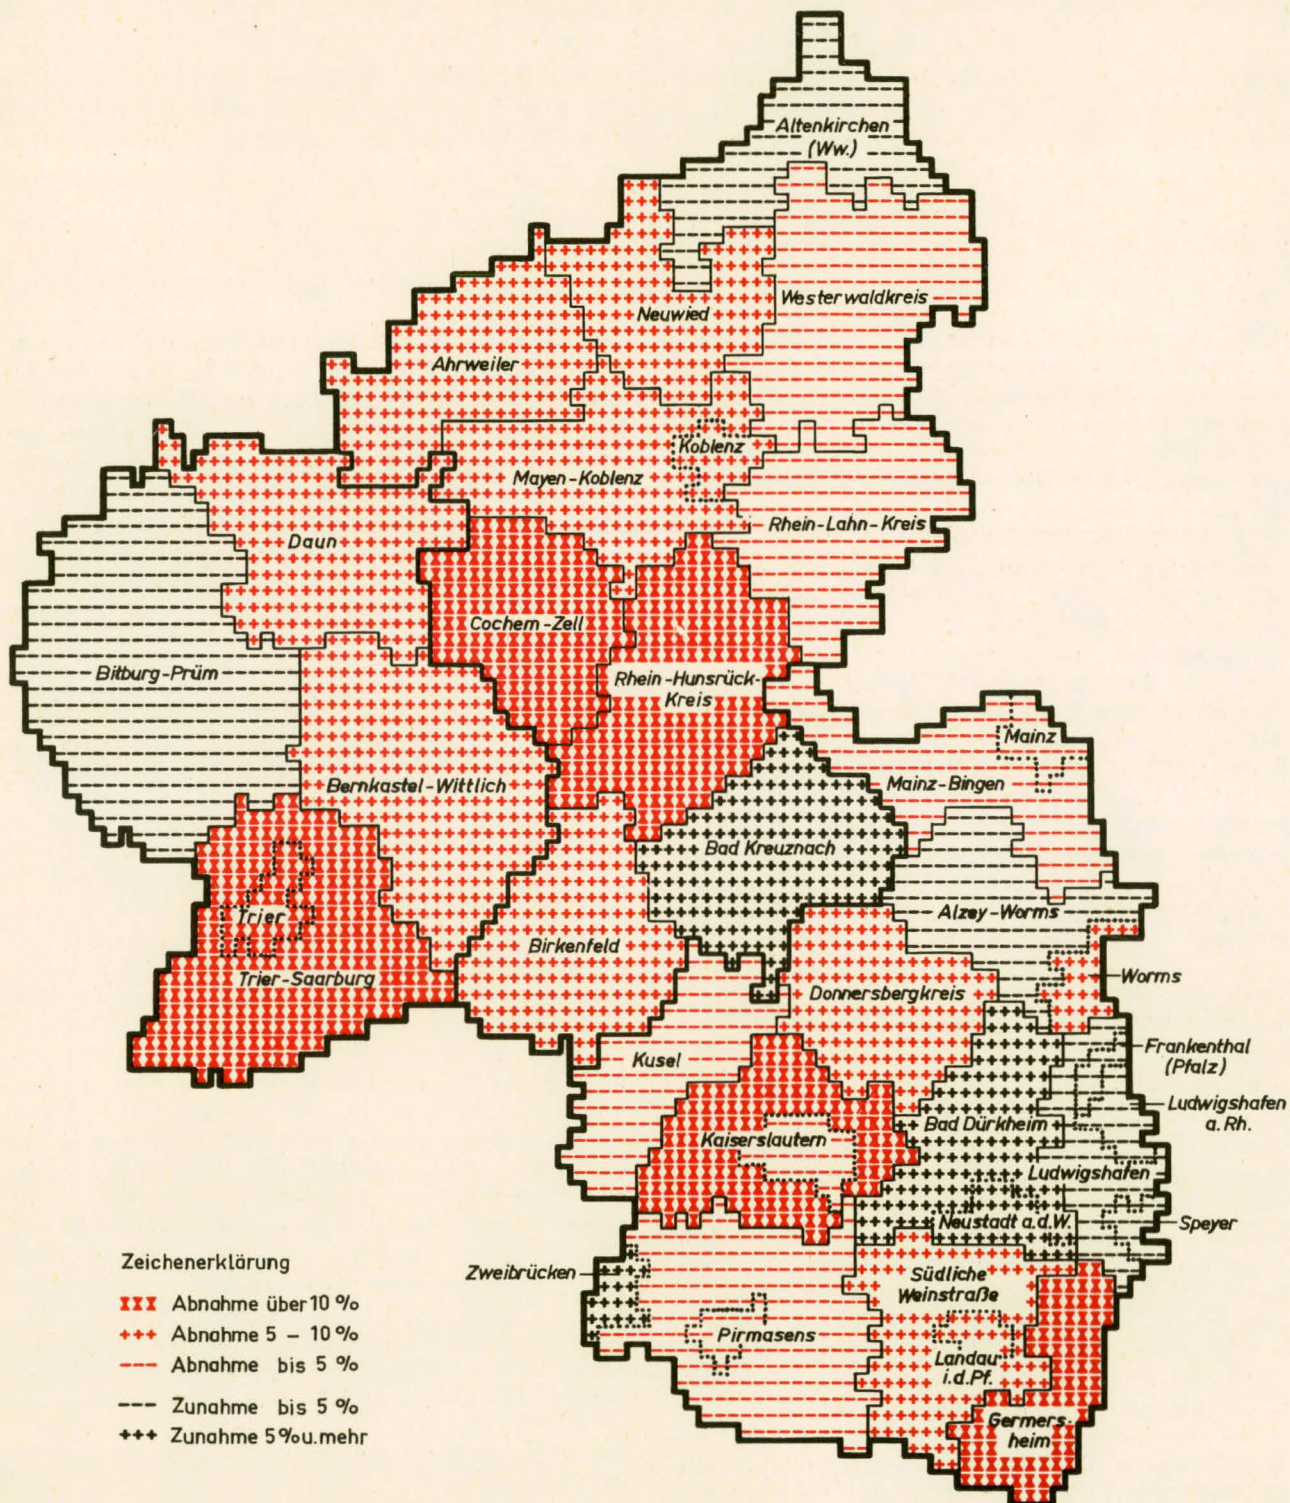 Altenkirchen
(Ww.)
Westerwaldkreis
Neuwied
Ahrweiler
Koblenz
Mayen-Koblenz
Rhein-Lahn-Kreis
Daun
Cochem-Zell
Bitburg-Prüm
Rhein-Hunsrück-
Kreis
Mainz
Mainz-Bingen
Bernkastel-Wittlich
Bad Kreuznach
Alzey-Worms
Trier
Birkenfeld
Worms
Trier-Saarburg
Donnersbergkreis
Frankenthal
(Pfalz)
Kusel
Ludwigshafen
a. Rh.
Bad Dürkheim
Kaiserslautern
Ludwigshafen
Neustadt a.d.W.
Speyer
Zweibrücken
Südliche
Weinstraße
Pirmasens
Landau
i.d.Pf.
Germers-
heim
Zeichenerklärung
Abnahme über 10 %
Abnahme 5 - 10 %
Abnahme bis 5 %
Zunahme bis 5 %
Zunahme 5% u. mehr